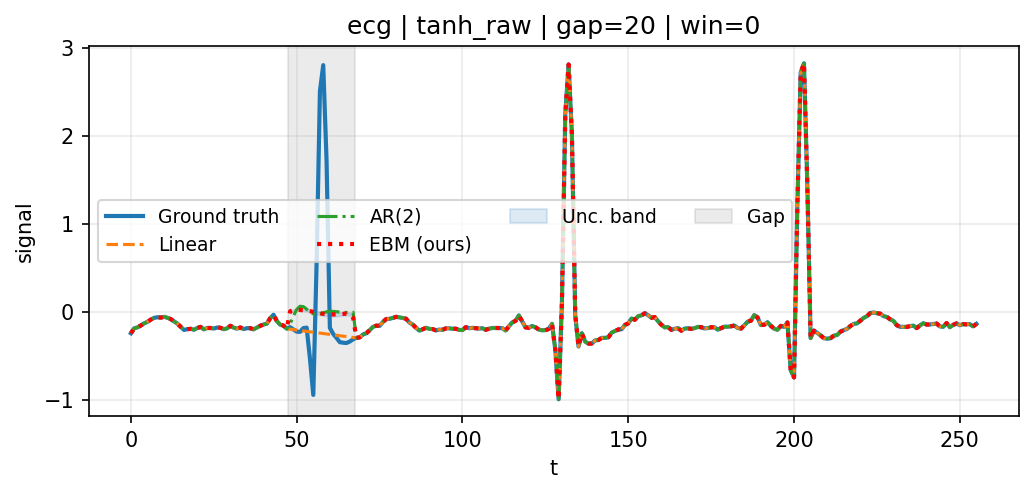 ecg | tanh_raw | gap=20 | win=0
3
2
1
0
−1
signal
Ground truth
Linear
AR(2)
EBM (ours)
Unc. band
Gap
0
50
100
150
200
250
t